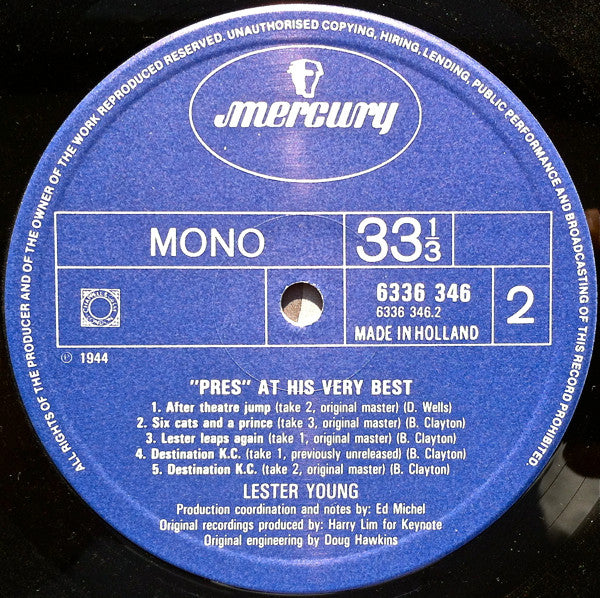 ALL RIGHTS OF THE PRODUCER AND OF THE OWNER OF THE WORK REPRODUCED RESERVED. UNAUTHORISED COPYING, HIRING, LENDING, PUBLIC PERFORMANCE AND BROADCASTING OF THIS RECORD PROHIBITED.
mercury
MONO
33⅓
6336 346
6336 346.2
MADE IN HOLLAND
2
℗ 1944
"PRES" AT HIS VERY BEST
1. After theatre jump (take 2, original master) (D. Wells)
2. Six cats and a prince (take 3, original master) (B. Clayton)
3. Lester leaps again (take 1, original master) (B. Clayton)
4. Destination K.C. (take 1, previously unreleased) (B. Clayton)
5. Destination K.C. (take 2, original master) (B. Clayton)
LESTER YOUNG
Production coordination and notes by: Ed Michel
Original recordings produced by: Harry Lim for Keynote
Original engineering by Doug Hawkins